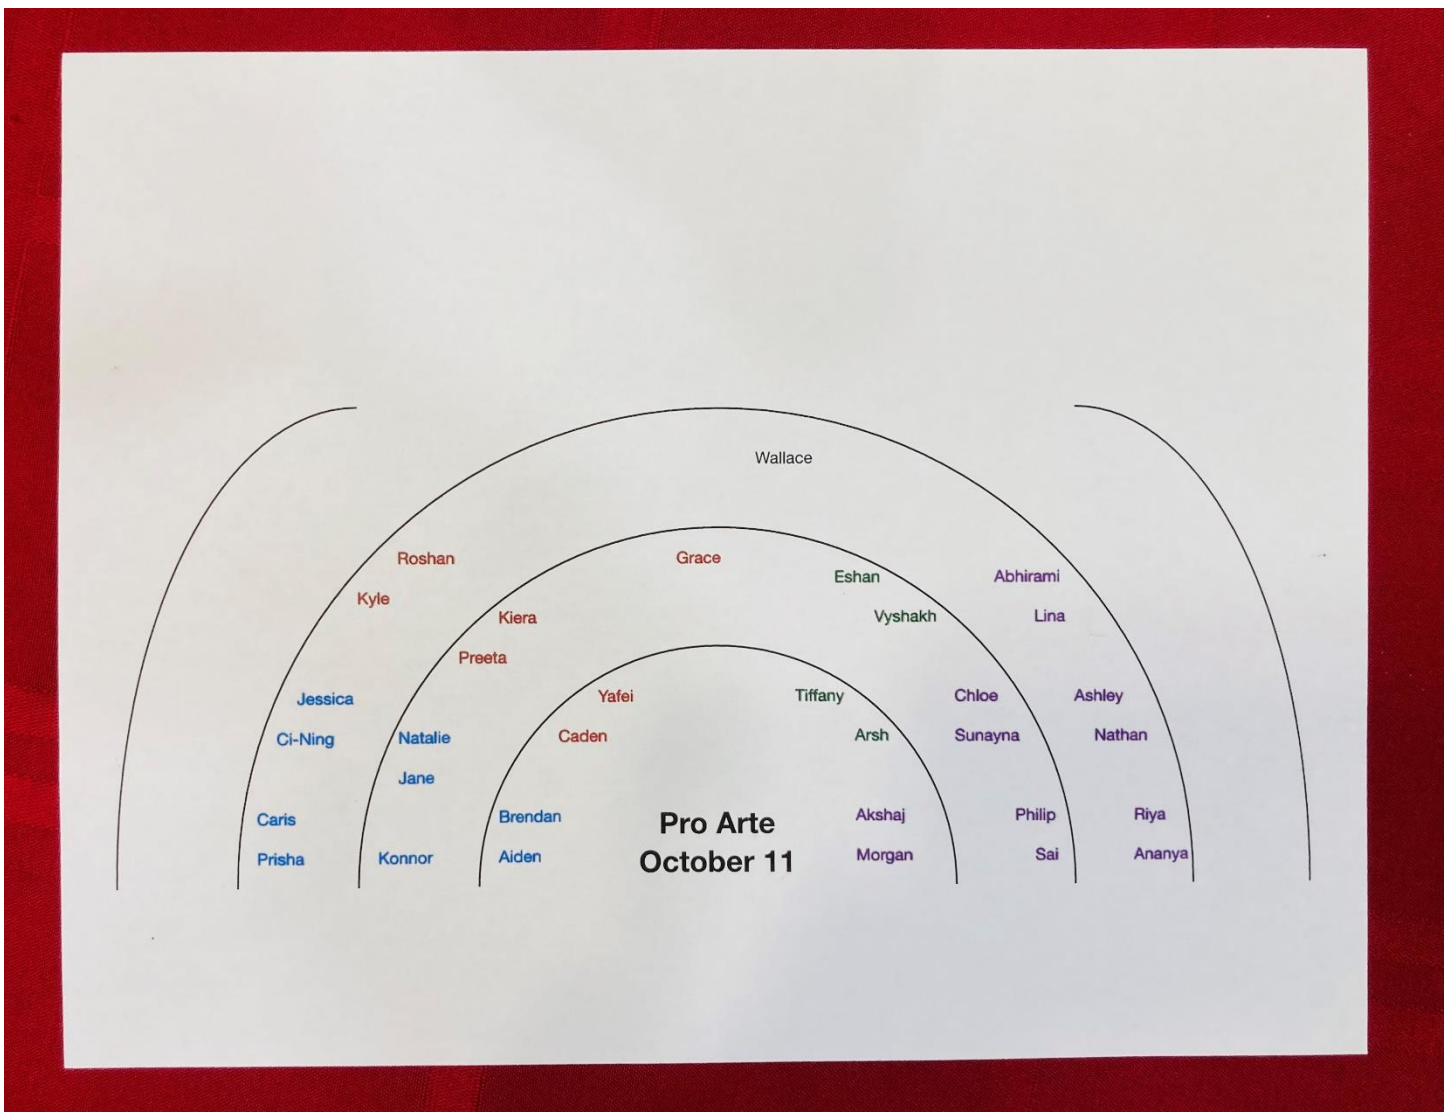 Wallace
Roshan
Grace
Eshan
Abhirami
Kyle
Kiera
Vyshakh
Lina
Preeta
Jessica
Yafei
Tiffany
Chloe
Ashley
Ci-Ning
Natalie
Caden
Arsh
Sunayna
Nathan
Jane
Caris
Brendan
Pro Arte
Akshaj
Philip
Riya
Prisha
Konnor
Aiden
October 11
Morgan
Sai
Ananya